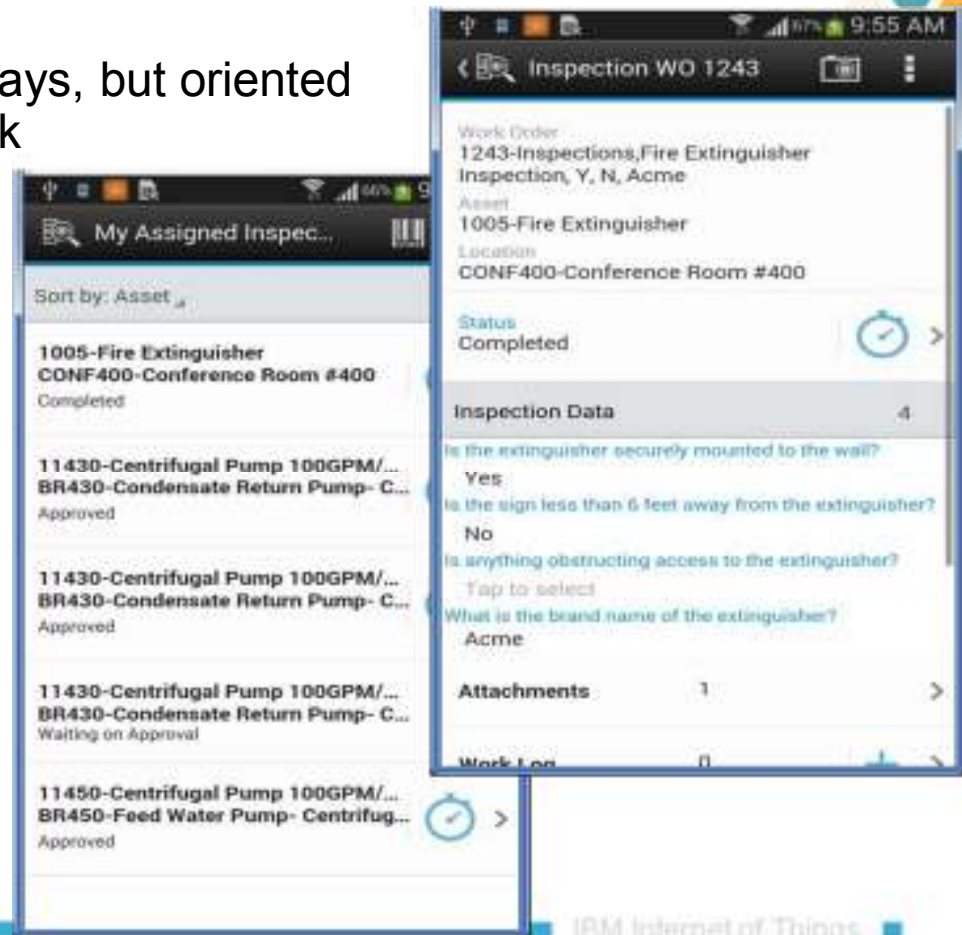 ays, but oriented
k
9
My Assigned Inspec...
Sort by: Asset
1005-Fire Extinguisher
CONF400-Conference Room #400
Completed
11430-Centrifugal Pump 100GPM/...
BR430-Condensate Return Pump- C...
Approved
11430-Centrifugal Pump 100GPM/...
BR430-Condensate Return Pump- C...
Approved
11430-Centrifugal Pump 100GPM/...
BR430-Condensate Return Pump- C...
Waiting on Approval
11450-Centrifugal Pump 100GPM/...
BR450-Feed Water Pump- Centrifug...
Approved
67% 9:55 AM
Inspection WO 1243
Work Order
1243-Inspections,Fire Extinguisher
Inspection, Y, N, Acme
Asset
1005-Fire Extinguisher
Location
CONF400-Conference Room #400
Status
Completed
Inspection Data 4
Is the extinguisher securely mounted to the wall?
Yes
Is the sign less than 6 feet away from the extinguisher?
No
Is anything obstructing access to the extinguisher?
Tap to select
What is the brand name of the extinguisher?
Acme
Attachments 1
Work Log 0
IBM Internet of Things